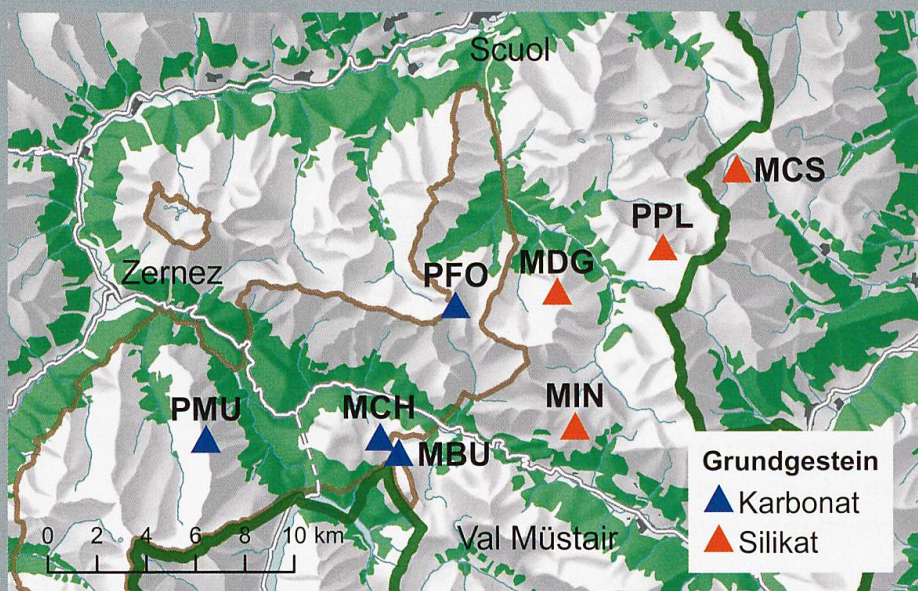 Scuol
MCS
PPL
Zernez
PFO
MDG
PMU
MCH
MIN
MBU
Grundgestein
Karbonat
Silikat
0 2 4 6 8 10 km
Val Müstair